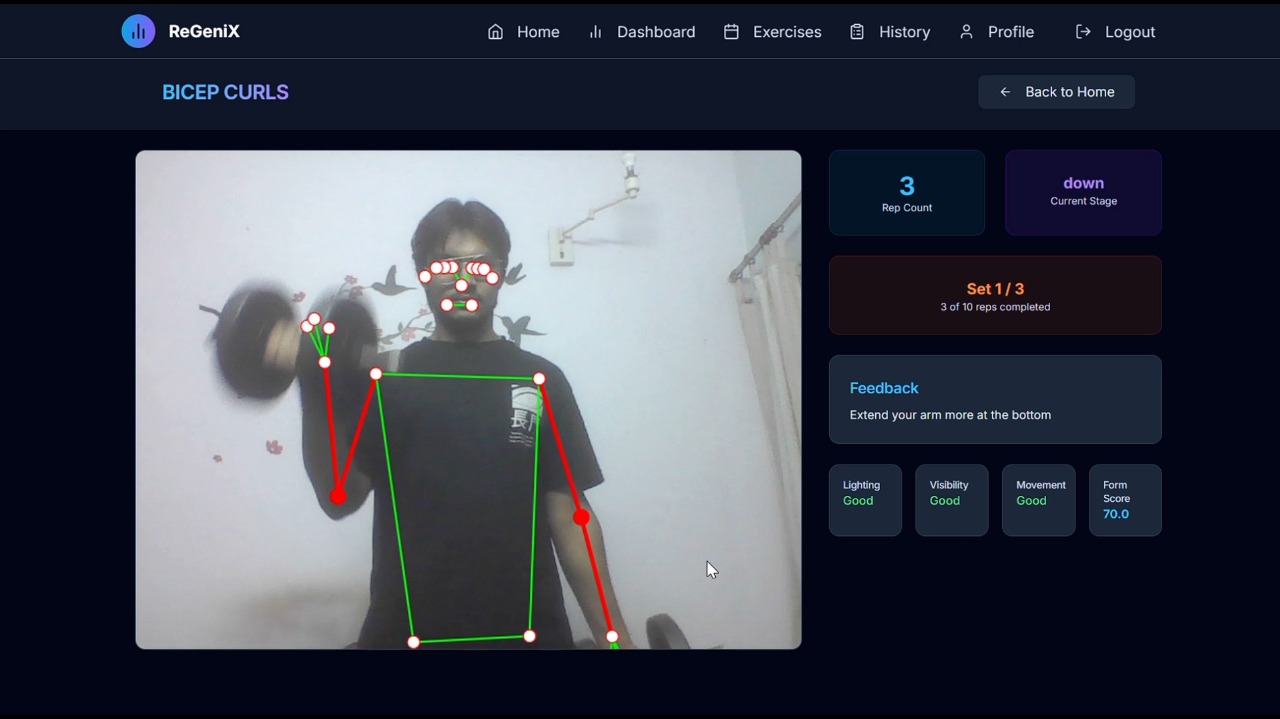 ReGeniX
Home
Dashboard
Exercises
History
Profile
Logout
BICEP CURLS
Back to Home
3
Rep Count
down
Current Stage
Set 1 / 3
3 of 10 reps completed
Feedback
Extend your arm more at the bottom
Lighting
Good
Visibility
Good
Movement
Good
Form
Score
70.0
長